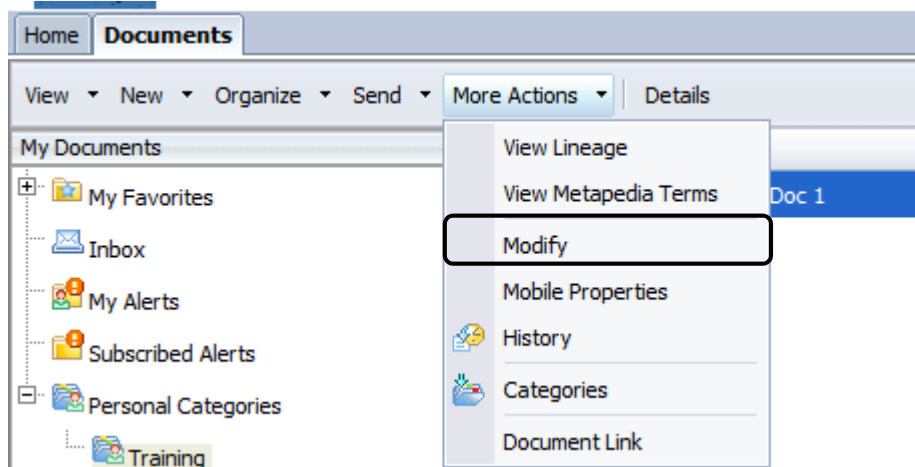 Home Documents
View New Organize Send More Actions Details
My Documents
My Favorites
Inbox
My Alerts
Subscribed Alerts
Personal Categories
Training
View Lineage
View Metapedia Terms
Modify
Mobile Properties
History
Categories
Document Link
Doc 1